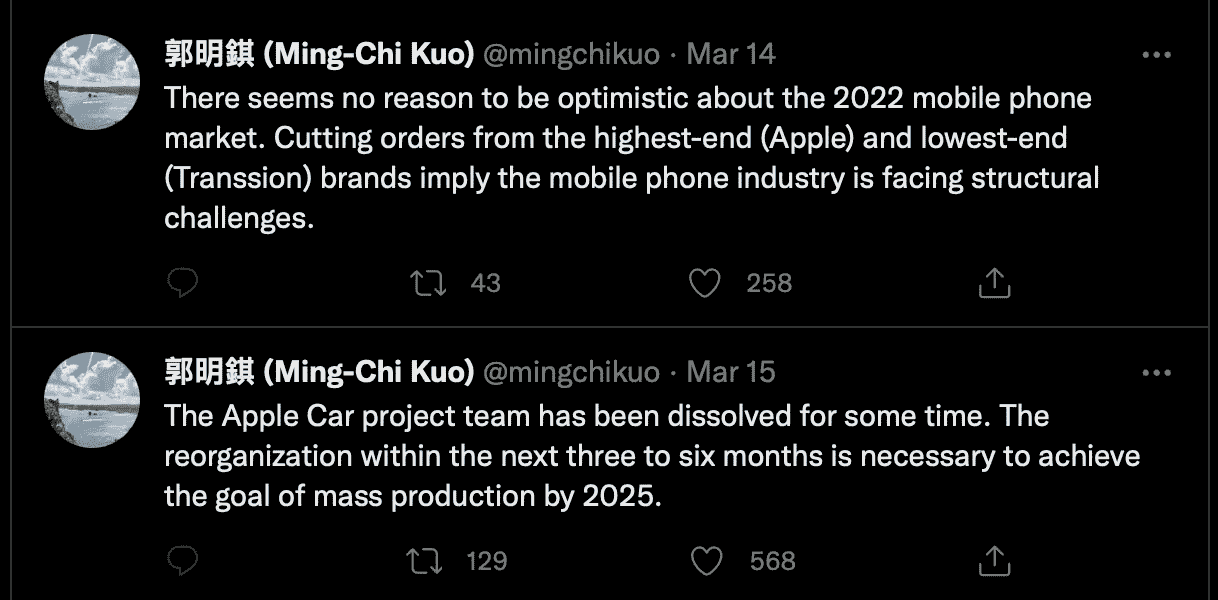 郭明錤 (Ming-Chi Kuo) @mingchikuo · Mar 14
There seems no reason to be optimistic about the 2022 mobile phone
market. Cutting orders from the highest-end (Apple) and lowest-end
(Transsion) brands imply the mobile phone industry is facing structural
challenges.
43 258
郭明錤 (Ming-Chi Kuo) @mingchikuo · Mar 15
The Apple Car project team has been dissolved for some time. The
reorganization within the next three to six months is necessary to achieve
the goal of mass production by 2025.
129 568